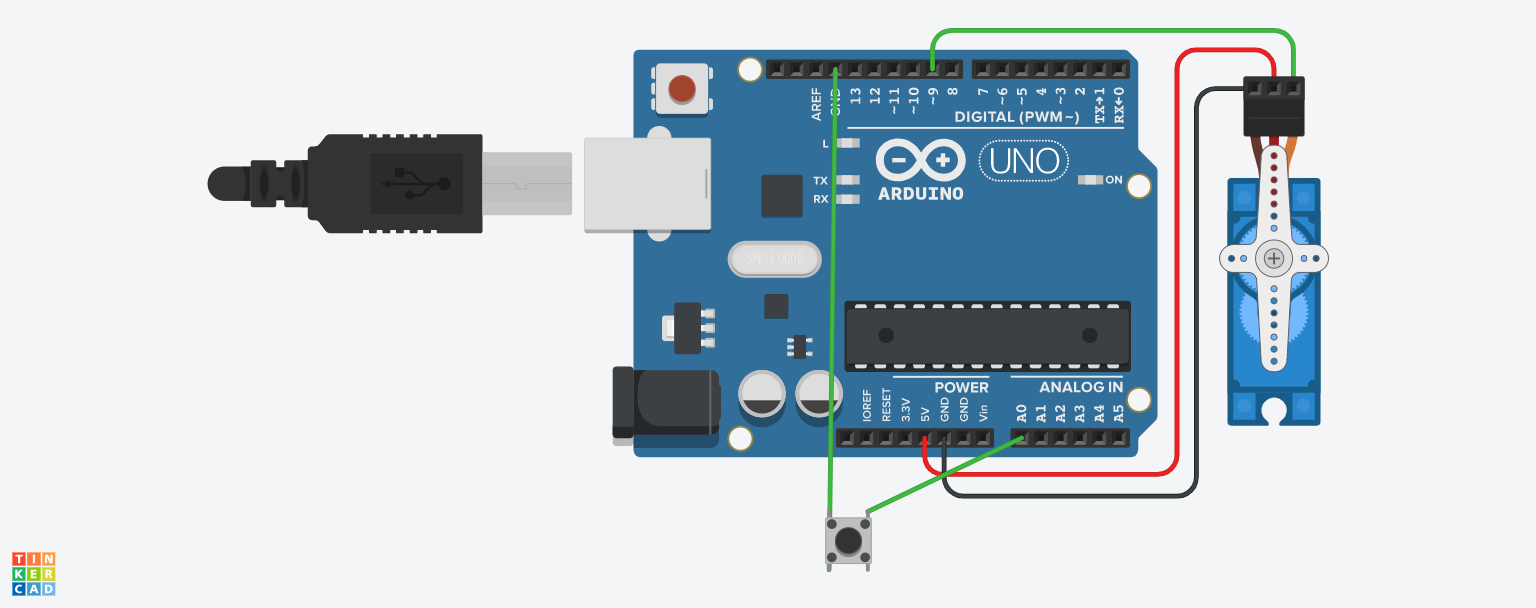 AREF
GND
13
12
~11
~10
~9
8
7
~6
~5
4
~3
2
TX→1
RX←0
DIGITAL (PWM~)
L
TX
RX
UNO
ARDUINO
ON
SPK16.000G
POWER
ANALOG IN
IOREF
RESET
3.3V
5V
GND
GND
Vin
A0
A1
A2
A3
A4
A5
TIN
KER
CAD